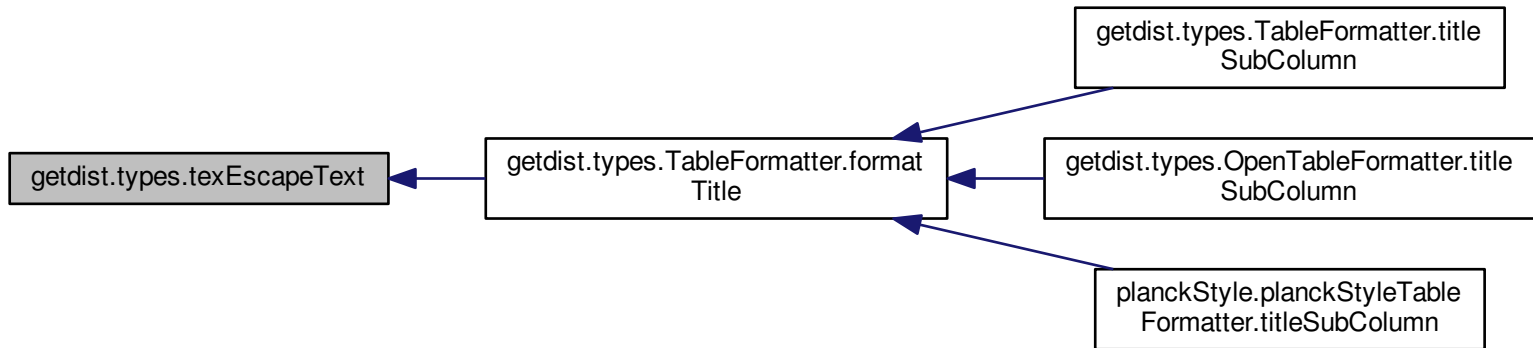 getdist.types.texEscapeText
getdist.types.TableFormatter.format
Title
getdist.types.TableFormatter.title
SubColumn
getdist.types.OpenTableFormatter.title
SubColumn
planckStyle.planckStyleTable
Formatter.titleSubColumn